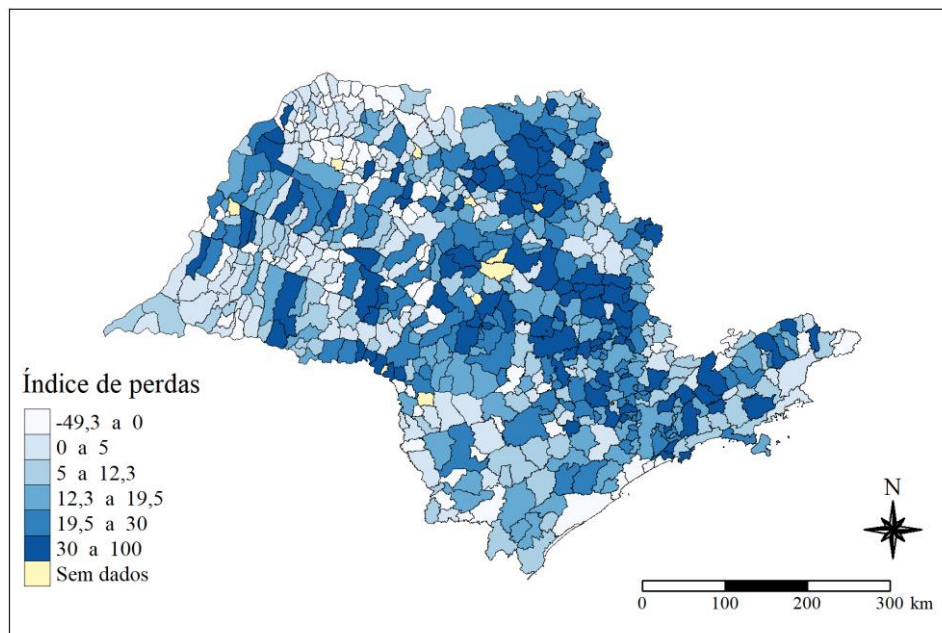 Índice de perdas
-49,3 a 0
0 a 5
5 a 12,3
12,3 a 19,5
19,5 a 30
30 a 100
Sem dados
N
0 100 200 300 km